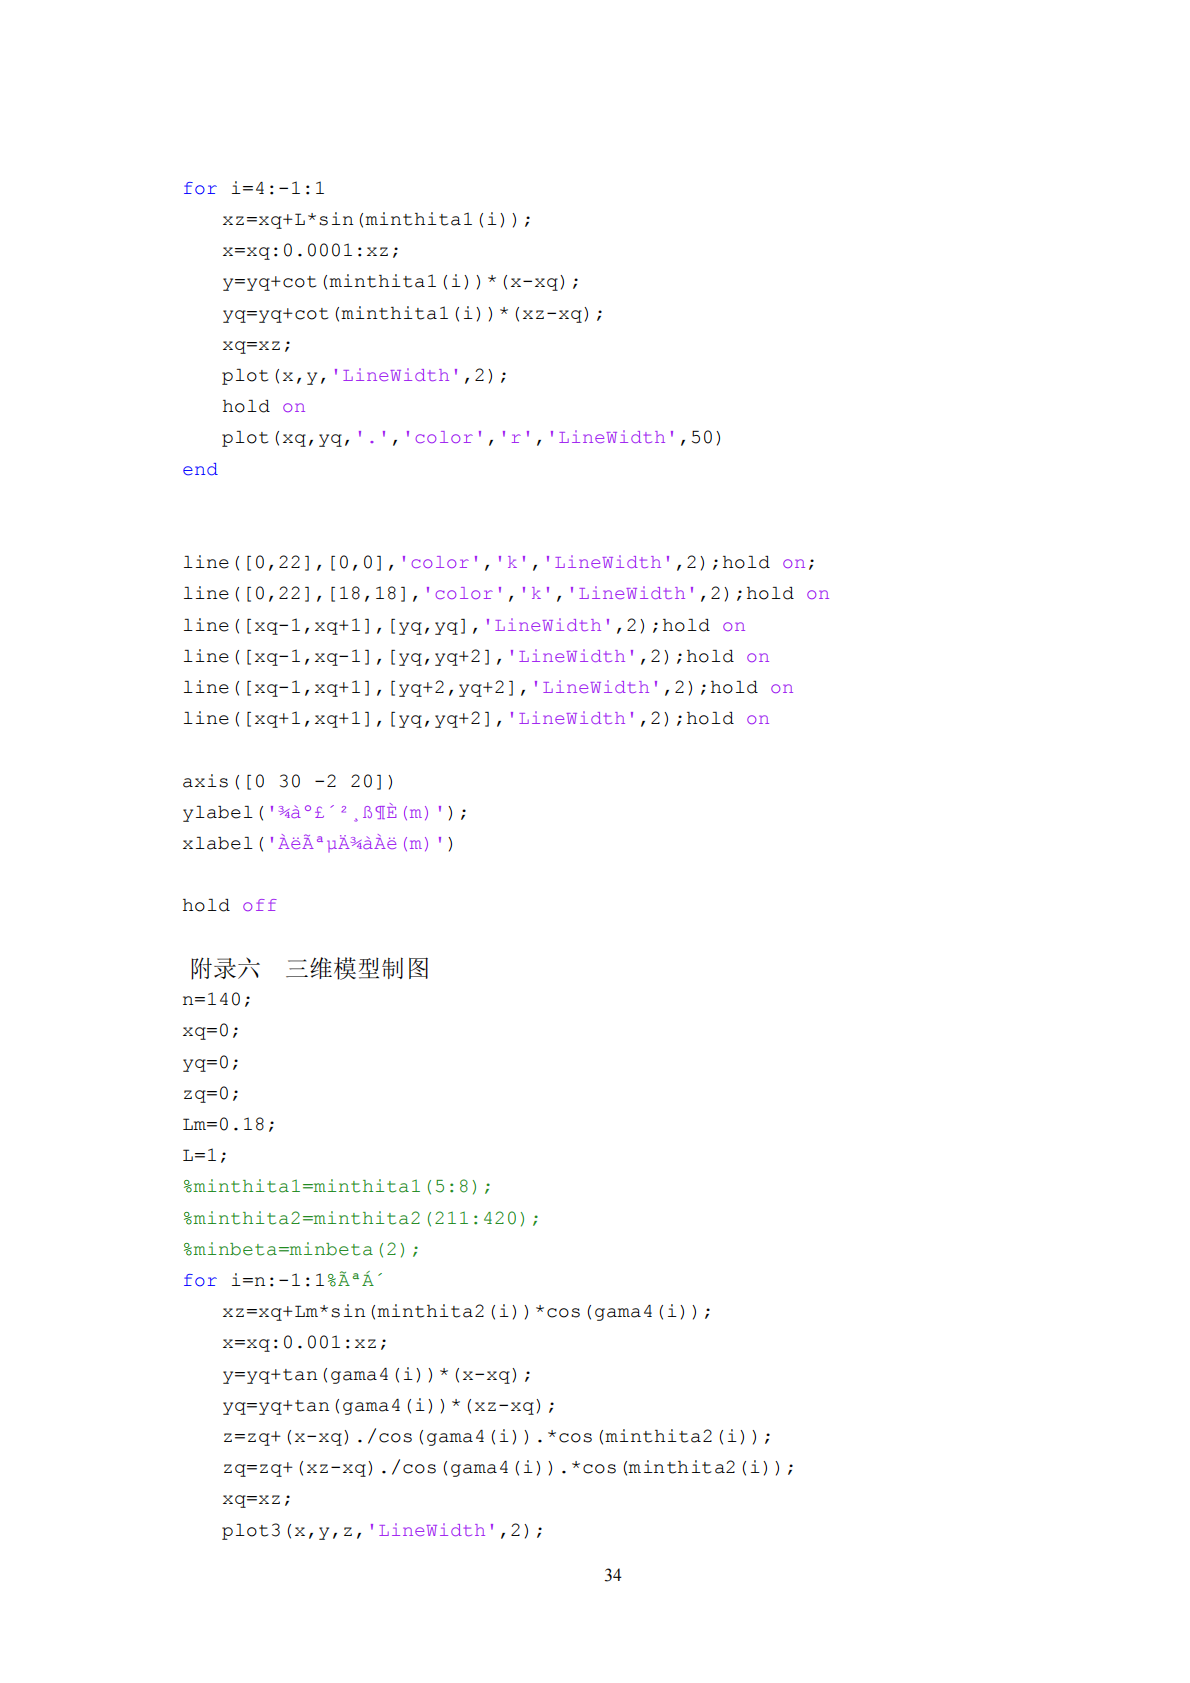 for i=4:-1:1
xz=xq+L*sin(minthita1(i));
x=xq:0.0001:xz;
y=yq+cot(minthita1(i))*(x-xq);
yq=yq+cot(minthita1(i))*(xz-xq);
xq=xz;
plot(x,y,'LineWidth',2);
hold on
plot(xq,yq,'.','color','r','LineWidth',50)
end
line([0,22],[0,0],'color','k','LineWidth',2);hold on;
line([0,22],[18,18],'color','k','LineWidth',2);hold on
line([xq-1,xq+1],[yq,yq],'LineWidth',2);hold on
line([xq-1,xq-1],[yq,yq+2],'LineWidth',2);hold on
line([xq-1,xq+1],[yq+2,yq+2],'LineWidth',2);hold on
line([xq+1,xq+1],[yq,yq+2],'LineWidth',2);hold on
axis([0 30 -2 20])
ylabel('¾àº£´²¸ß¶È(m)');
xlabel('ÀëÃªµÄ¾àÀë(m)')
hold off
附录六 三维模型制图
n=140;
xq=0;
yq=0;
zq=0;
Lm=0.18;
L=1;
%minthita1=minthita1(5:8);
%minthita2=minthita2(211:420);
%minbeta=minbeta(2);
for i=n:-1:1%ÃªÁ´
xz=xq+Lm*sin(minthita2(i))*cos(gama4(i));
x=xq:0.001:xz;
y=yq+tan(gama4(i))*(x-xq);
yq=yq+tan(gama4(i))*(xz-xq);
z=zq+(x-xq)./cos(gama4(i)).*cos(minthita2(i));
zq=zq+(xz-xq)./cos(gama4(i)).*cos(minthita2(i));
xq=xz;
plot3(x,y,z,'LineWidth',2);
34